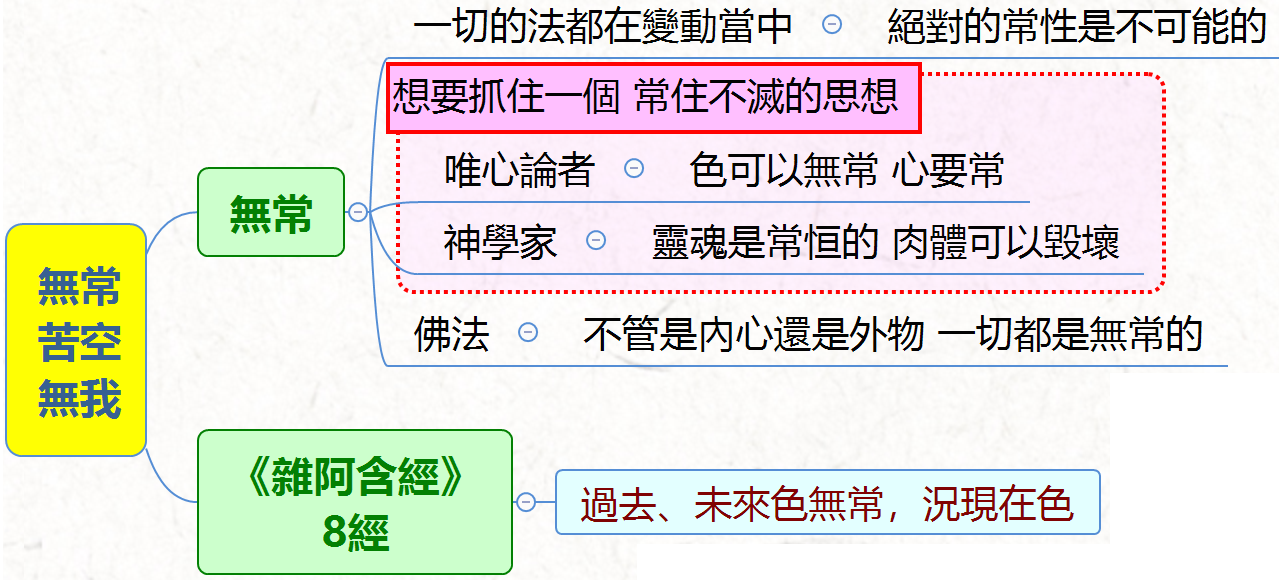 無常
苦空
無我
無常
一切的法都在變動當中 絕對的常性是不可能的
想要抓住一個 常住不滅的思想
唯心論者 色可以無常 心要常
神學家 靈魂是常恒的 肉體可以毀壞
佛法 不管是內心還是外物 一切都是無常的
《雜阿含經》
8經
過去、未來色無常，況現在色